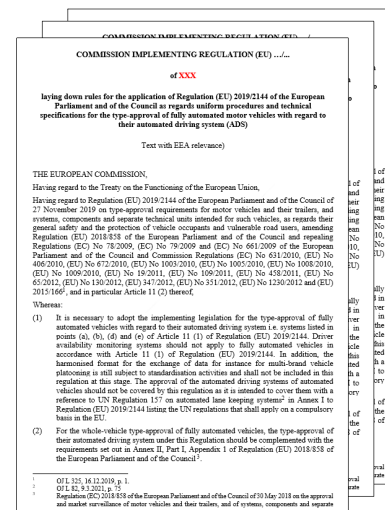 COMMISSION IMPLEMENTING REGULATION (EU) …/...
COMMISSION IMPLEMENTING REGULATION (EU) …/...
of XXX
laying down rules for the application of Regulation (EU) 2019/2144 of the European
Parliament and of the Council as regards uniform procedures and technical
specifications for the type-approval of fully automated motor vehicles with regard to
their automated driving system (ADS)
Text with EEA relevance)
THE EUROPEAN COMMISSION,
Having regard to the Treaty on the Functioning of the European Union,
Having regard to Regulation (EU) 2019/2144 of the European Parliament and of the Council of
27 November 2019 on type-approval requirements for motor vehicles and their trailers, and
systems, components and separate technical units intended for such vehicles, as regards their
general safety and the protection of vehicle occupants and vulnerable road users, amending
Regulation (EU) 2018/858 of the European Parliament and of the Council and repealing
Regulations (EC) No 78/2009, (EC) No 79/2009 and (EC) No 661/2009 of the European
Parliament and of the Council and Commission Regulations (EC) No 631/2009, (EU) No
406/2010, (EU) No 672/2010, (EU) No 1003/2010, (EU) No 1005/2010, (EU) No 1008/2010,
(EU) No 1009/2010, (EU) No 19/2011, (EU) No 109/2011, (EU) No 458/2011, (EU) No
65/2012, (EU) No 130/2012, (EU) No 347/2012, (EU) No 351/2012, (EU) No 1230/2012 and (EU)
2015/166¹, and in particular Article 11 (2) thereof,
Whereas:
(1) It is necessary to adopt the implementing legislation for the type-approval of fully
automated vehicles with regard to their automated driving system i.e. systems listed in
points (a), (b), (d) and (e) of Article 11 (1) of Regulation (EU) 2019/2144. Driver
availability monitoring systems should not apply to fully automated vehicles in
accordance with Article 11 (1) of Regulation (EU) 2019/2144. In addition, the
harmonised format for the exchange of data for instance for multi-brand vehicle
platooning is still subject to standardisation activities and shall not be included in this
regulation at this stage. The approval of the automated driving systems of automated
vehicles should not be covered by this regulation as it is intended to cover them with a
reference to UN Regulation 157 on automated lane keeping systems² in Annex I to
Regulation (EU) 2019/2144 listing the UN regulations that shall apply on a compulsory
basis in the EU.
(2) For the whole-vehicle type-approval of fully automated vehicles, the type-approval of
their automated driving system under this Regulation should be complemented with the
requirements set out in Annex II, Part I, Appendix 1 of Regulation (EU) 2018/858 of
the European Parliament and of the Council³.
¹ OJ L 325, 16.12.2019, p. 1.
² OJ L 82, 9.3.2021, p. 75
³ Regulation (EC) 2018/858 of the European Parliament and of the Council of 30 May 2018 on the approval
and market surveillance of motor vehicles and their trailers, and of systems, components and separate